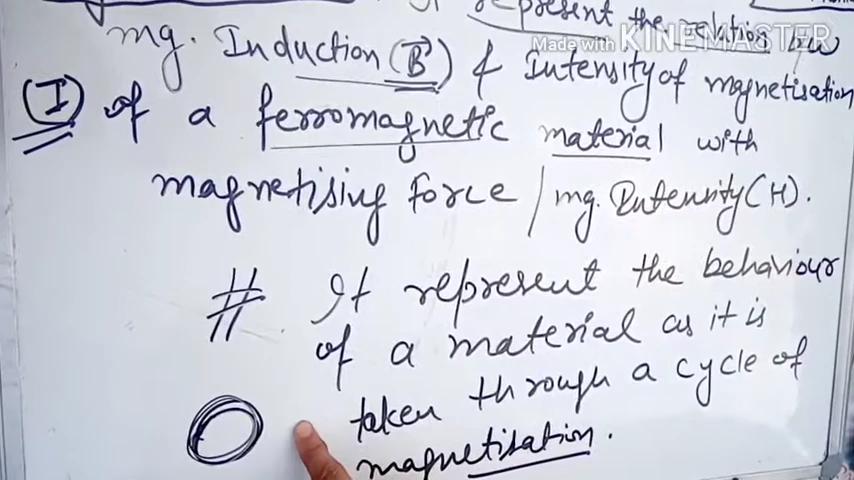 It represent the relation b/w
Made with KINEMASTER
mg. Induction (B⃗) & Intensity of magnetisation
(I) of a ferromagnetic material with
magnetising Force / mg. Intensity (H).
# It represent the behaviour
of a material as it is
taken through a cycle of
magnetisation.